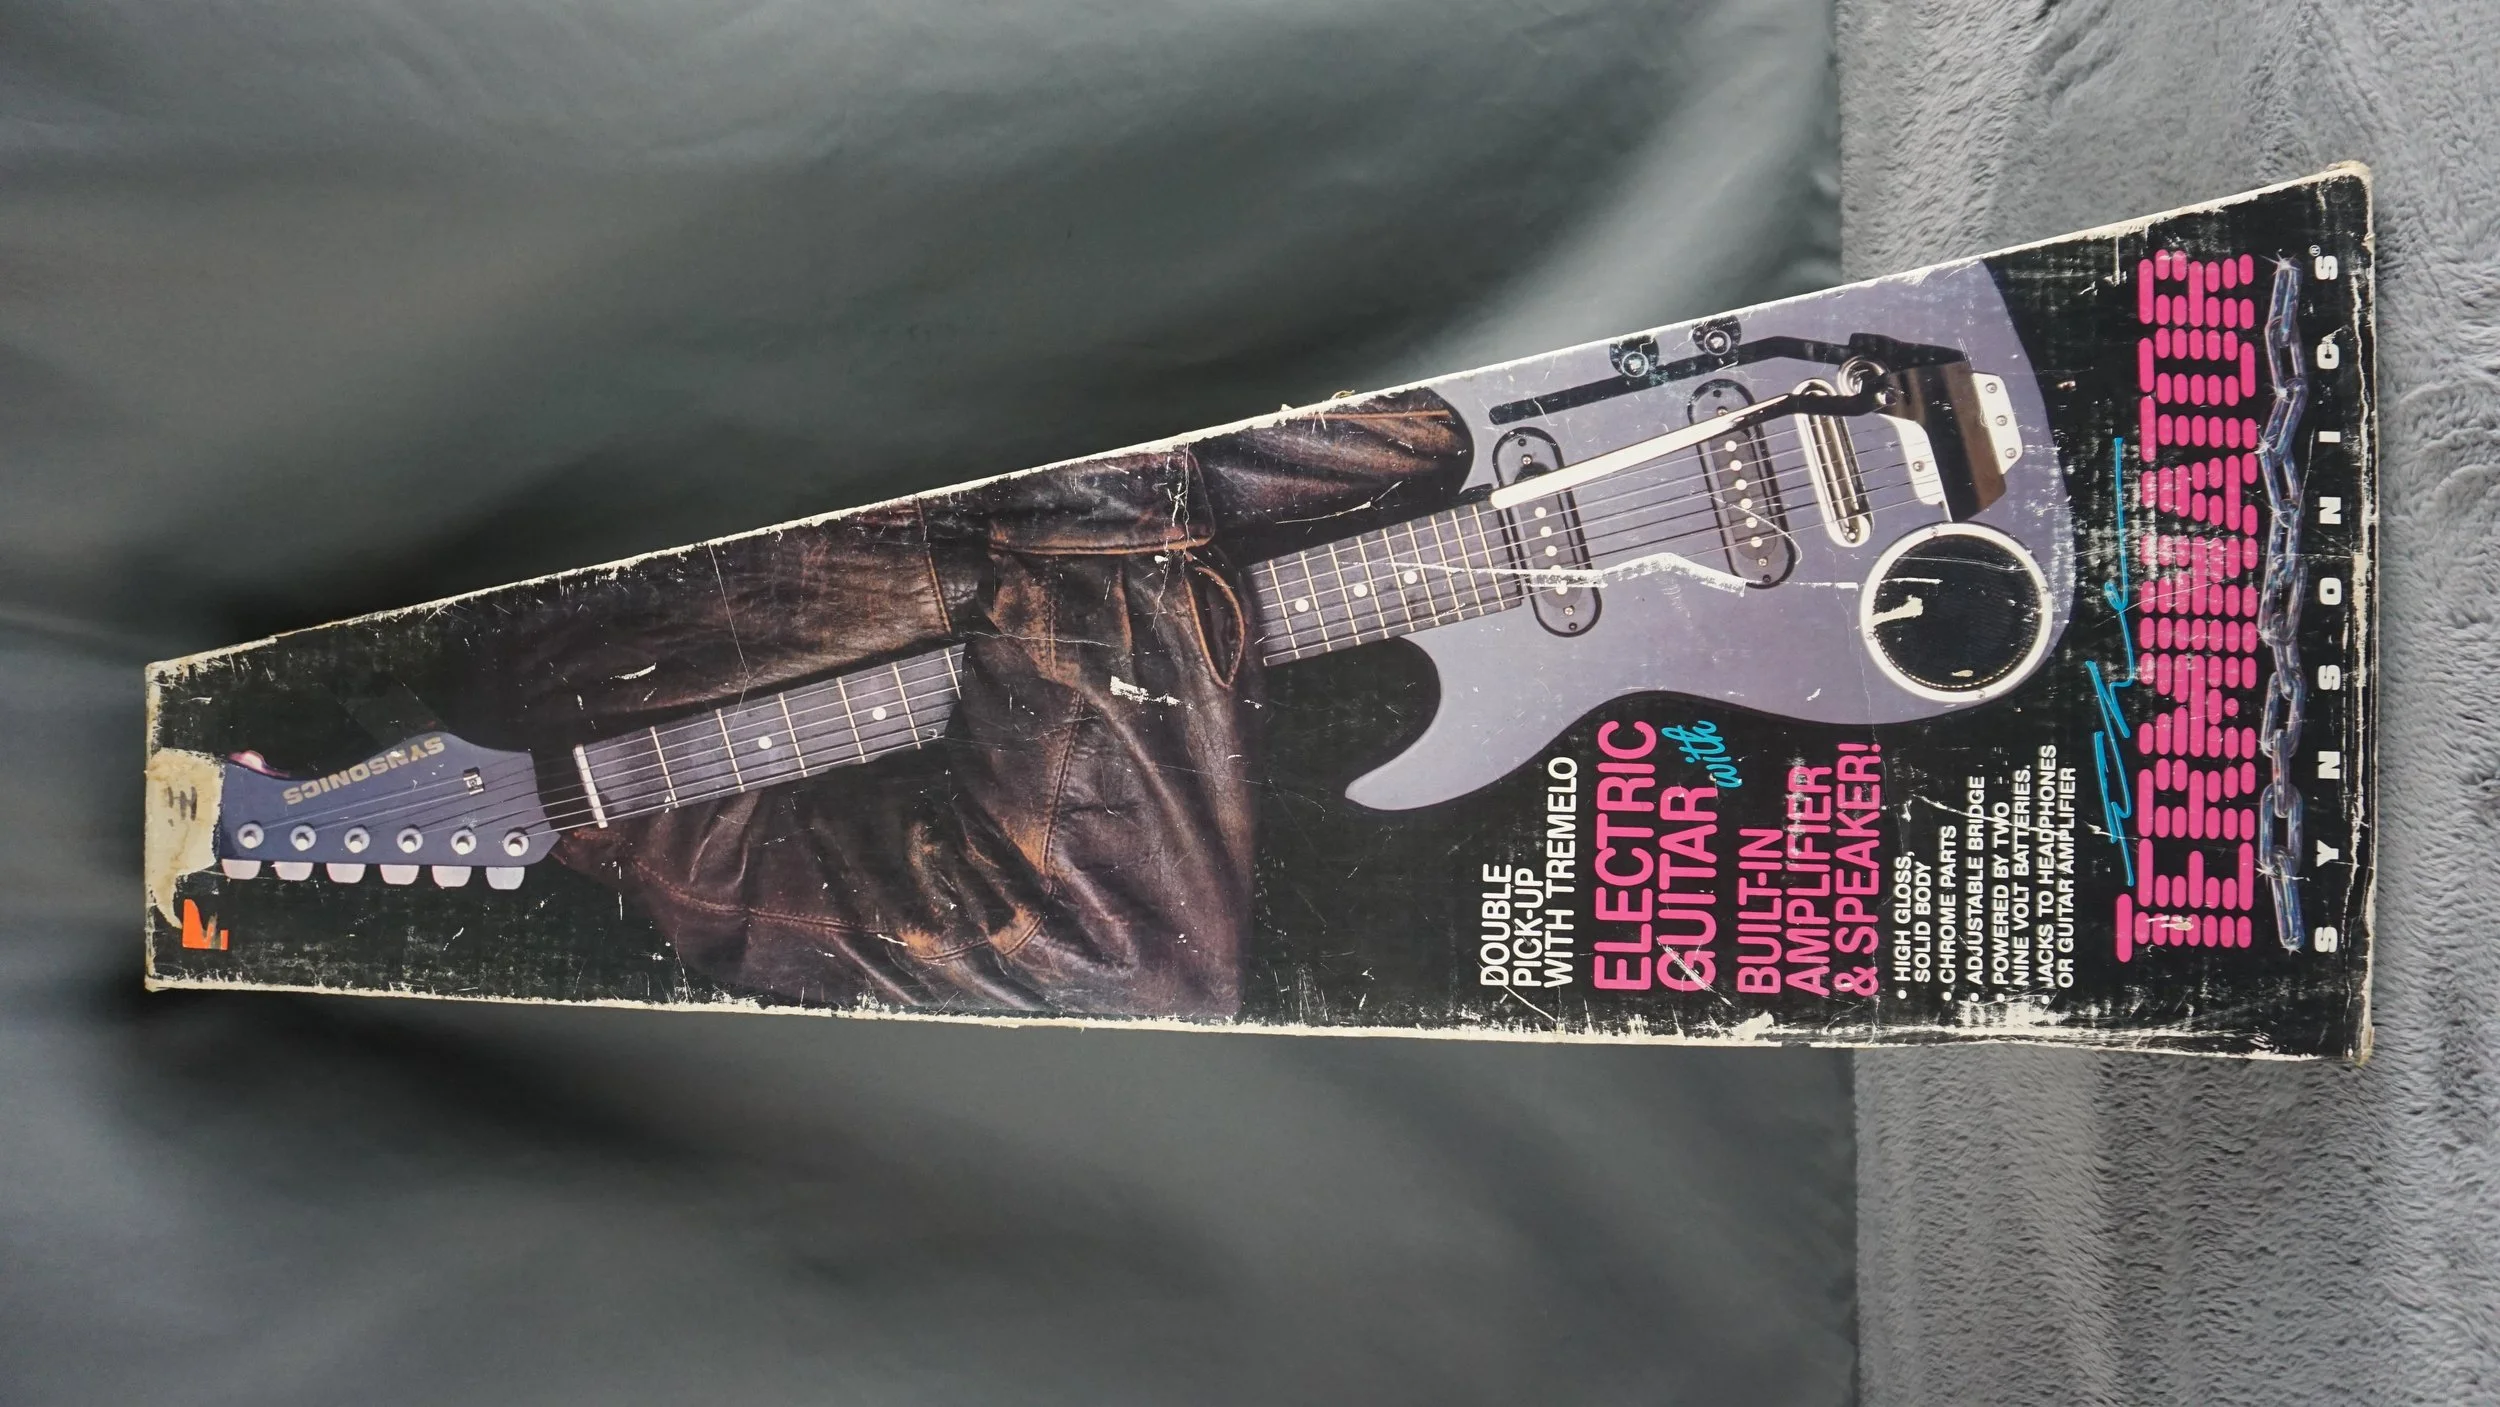 SYNSONICS
DOUBLE
PICK-UP
WITH TREMELO
ELECTRIC
GUITAR with
BUILT-IN
AMPLIFIER
& SPEAKER!
• HIGH GLOSS,
SOLID BODY
• CHROME PARTS
• ADJUSTABLE BRIDGE
• POWERED BY TWO
NINE VOLT BATTERIES.
• JACKS TO HEADPHONES
OR GUITAR AMPLIFIER
TERMINATOR
SYNSONICS®